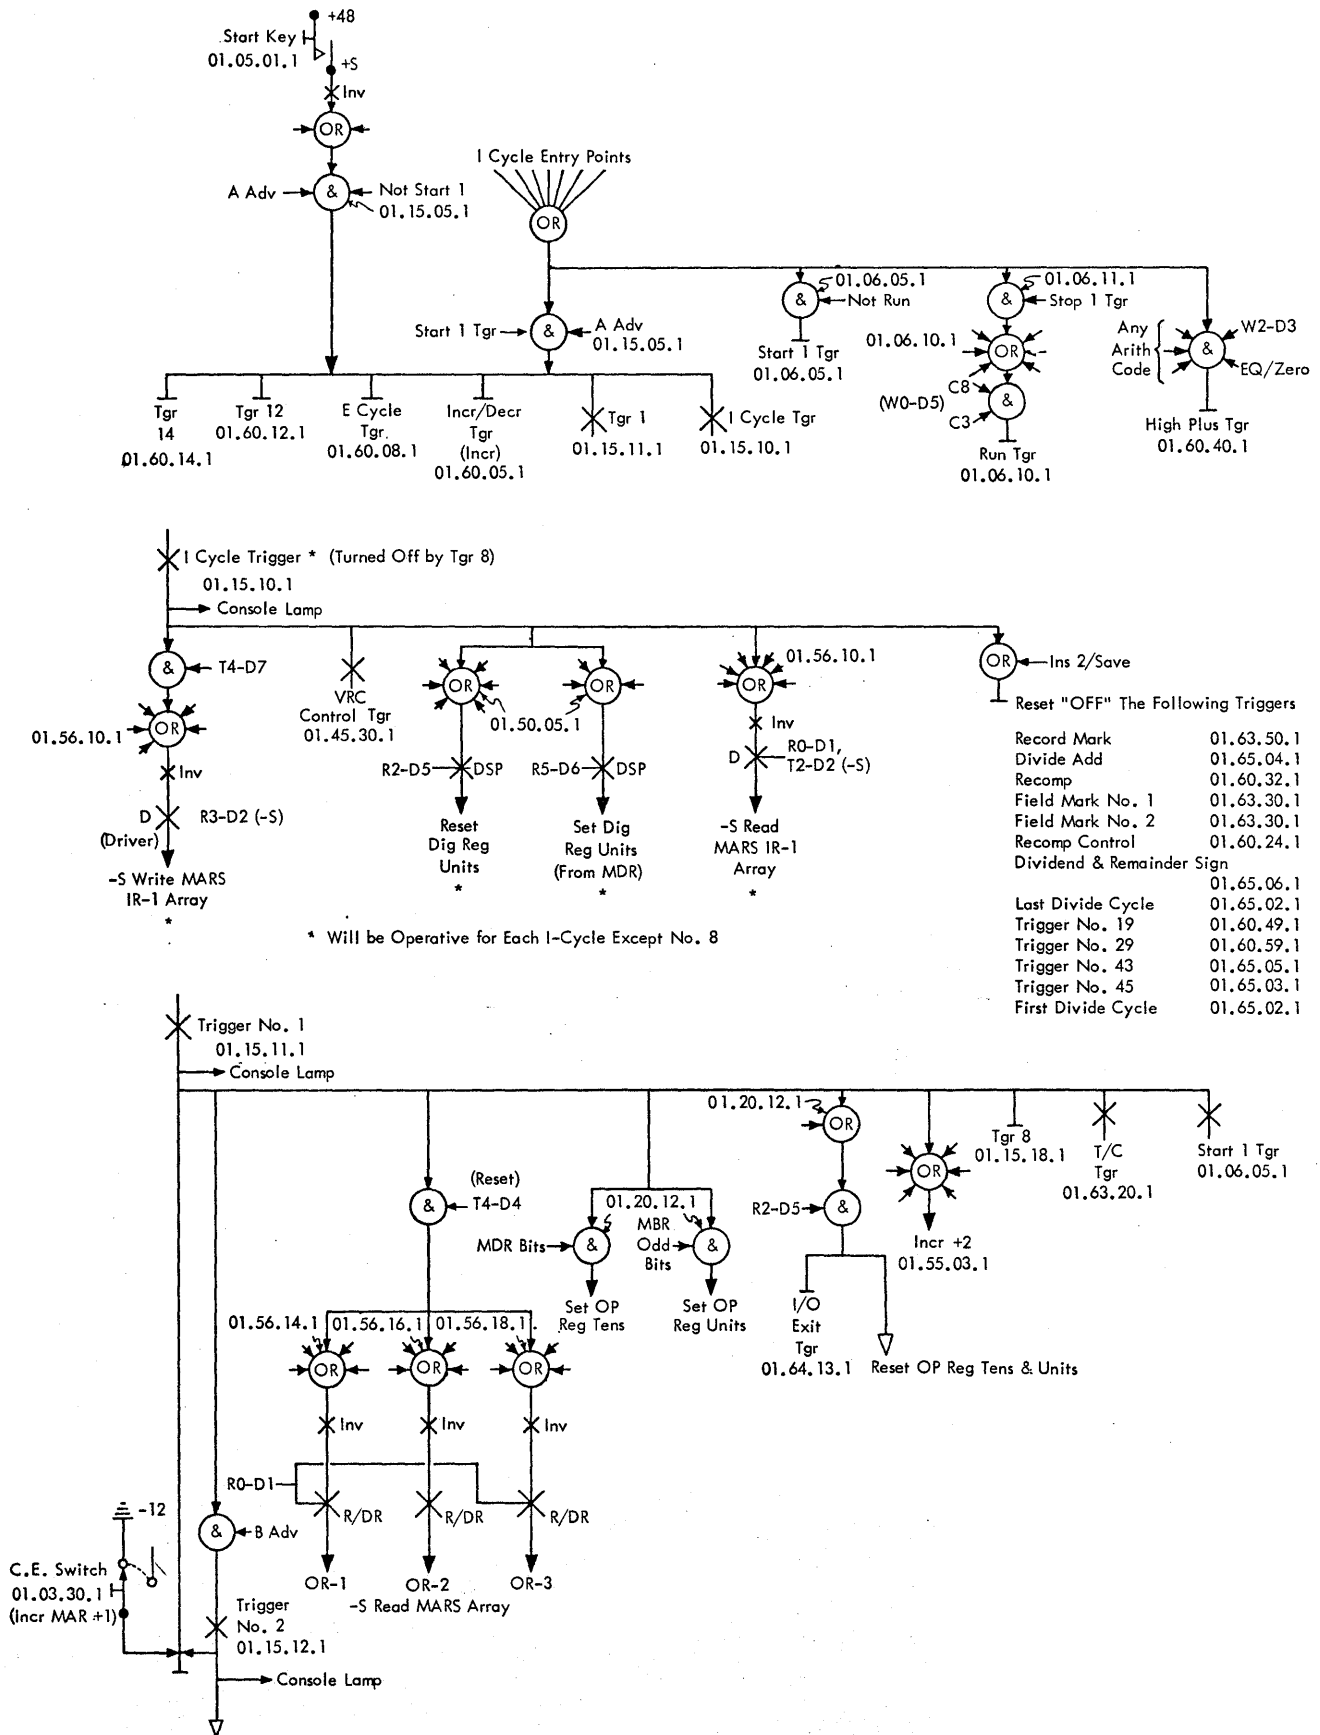 +48
Start Key
01.05.01.1
+S
Inv
OR
I Cycle Entry Points
A Adv
&
Not Start 1
01.15.05.1
OR
Start 1 Tgr
&
A Adv
01.15.05.1
01.06.05.1
&
Not Run
Start 1 Tgr
01.06.05.1
01.06.11.1
&
Stop 1 Tgr
01.06.10.1
OR
C8
(W0-D5)
&
C3
Run Tgr
01.06.10.1
Any
Arith
Code
&
W2-D3
EQ/Zero
High Plus Tgr
01.60.40.1
Tgr
14
01.60.14.1
Tgr 12
01.60.12.1
E Cycle
Tgr.
01.60.08.1
Incr/Decr
Tgr
(Incr)
01.60.05.1
Tgr 1
01.15.11.1
I Cycle Tgr
01.15.10.1
I Cycle Trigger * (Turned Off by Tgr 8)
01.15.10.1
Console Lamp
&
T4-D7
01.56.10.1
OR
Inv
D
R3-D2 (-S)
(Driver)
-S Write MARS
IR-1 Array
*
VRC
Control Tgr
01.45.30.1
OR
01.50.05.1
OR
R2-D5
DSP
Reset
Dig Reg
Units
*
R5-D6
DSP
Set Dig
Reg Units
(From MDR)
*
01.56.10.1
OR
Inv
D
R0-D1,
T2-D2 (-S)
-S Read
MARS IR-1
Array
*
OR
Ins 2/Save
Reset "OFF" The Following Triggers
Record Mark 01.63.50.1
Divide Add 01.65.04.1
Recomp 01.60.32.1
Field Mark No. 1 01.63.30.1
Field Mark No. 2 01.63.30.1
Recomp Control 01.60.24.1
Dividend & Remainder Sign
01.65.06.1
Last Divide Cycle 01.65.02.1
Trigger No. 19 01.60.49.1
Trigger No. 29 01.60.59.1
Trigger No. 43 01.65.05.1
Trigger No. 45 01.65.03.1
First Divide Cycle 01.65.02.1
* Will be Operative for Each I-Cycle Except No. 8
Trigger No. 1
01.15.11.1
Console Lamp
(Reset)
&
T4-D4
01.20.12.1
MDR Bits
&
MBR
Odd
Bits
&
Set OP
Reg Tens
Set OP
Reg Units
01.20.12.1
OR
R2-D5
&
I/O
Exit
Tgr
01.64.13.1
Reset OP Reg Tens & Units
OR
Incr +2
01.55.03.1
Tgr 8
01.15.18.1
T/C
Tgr
01.63.20.1
Start 1 Tgr
01.06.05.1
01.56.14.1
01.56.16.1
01.56.18.1
OR
OR
OR
Inv
Inv
Inv
R0-D1
R/DR
R/DR
R/DR
OR-1
OR-2
OR-3
-S Read MARS Array
-12
&
B Adv
C.E. Switch
01.03.30.1
(Incr MAR +1)
Trigger
No. 2
01.15.12.1
Console Lamp